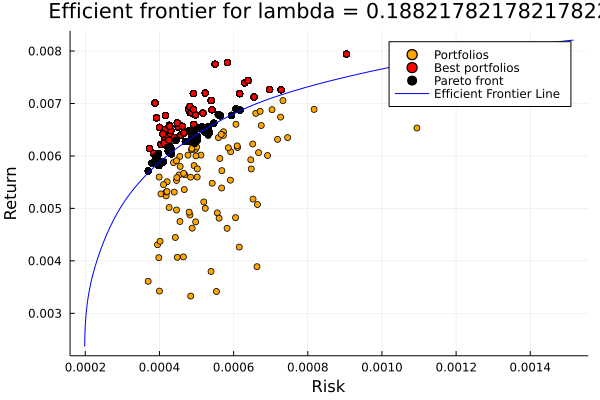 Efficient frontier for lambda = 0.18821782178217822
0.008
0.007
0.006
0.005
0.004
0.003
Return
Portfolios
Best portfolios
Pareto front
Efficient Frontier Line
0.0002
0.0004
0.0006
0.0008
0.0010
0.0012
0.0014
Risk